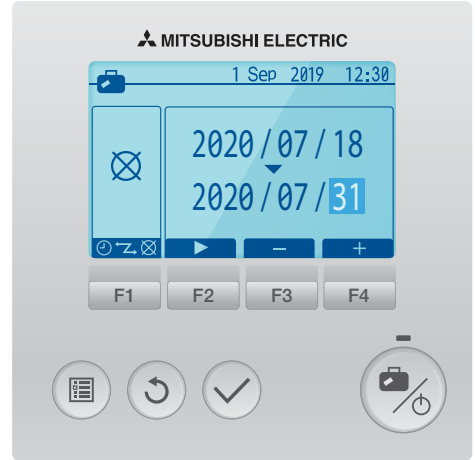 MITSUBISHI ELECTRIC
1 Sep 2019 12:30
2020/07/18
2020/07/31
− +
F1 F2 F3 F4